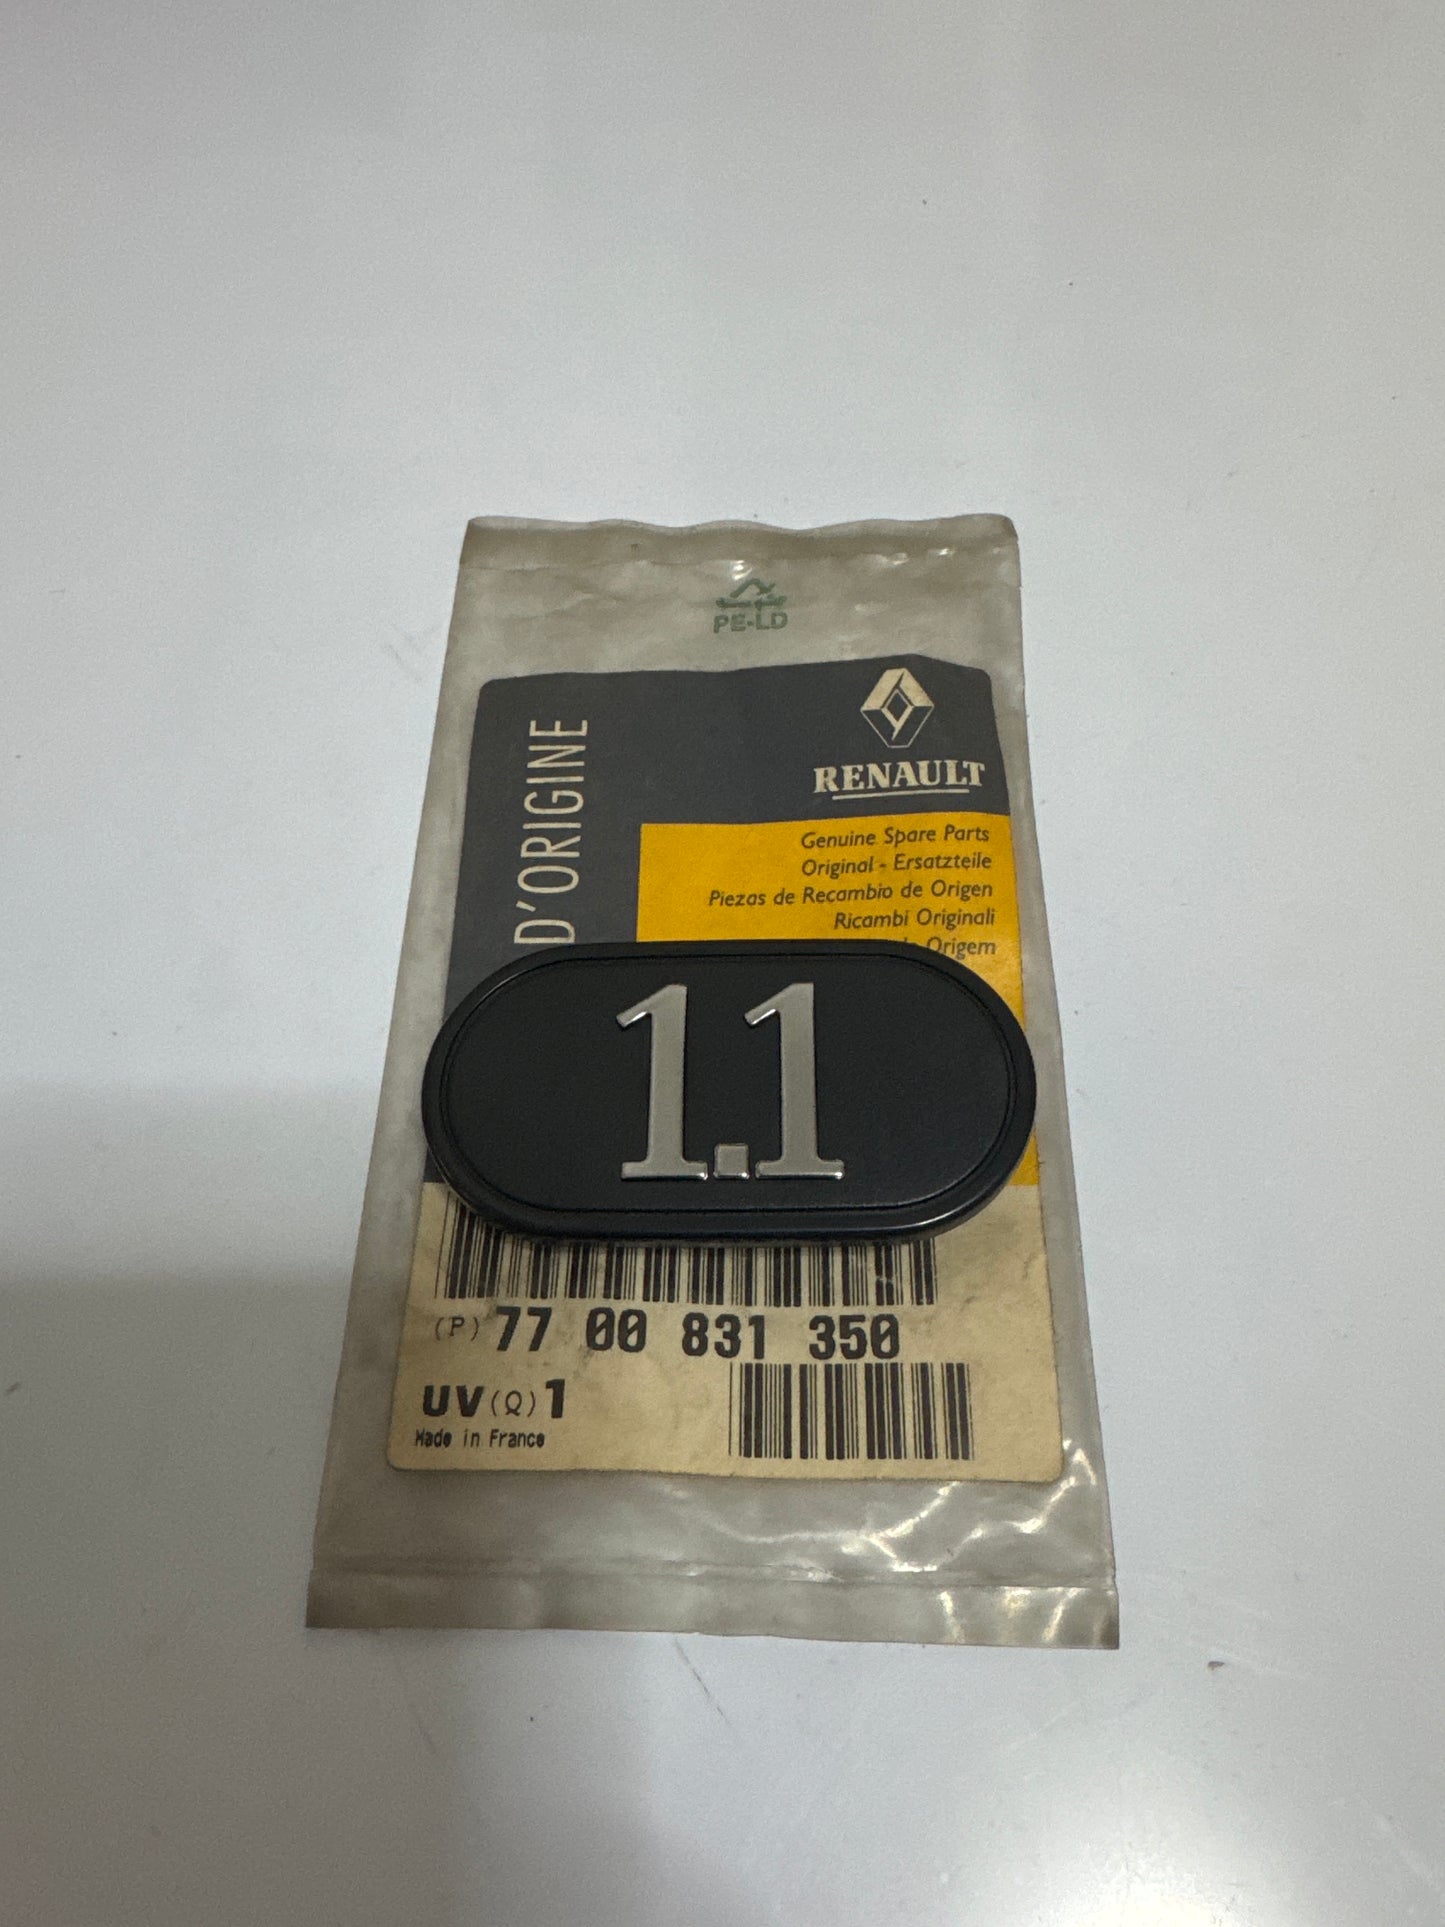 PE-LD
D'ORIGINE
RENAULT
Genuine Spare Parts
Original - Ersatzteile
Piezas de Recambio de Origen
Ricambi Originali
Origem
1.1
(P) 77 00 831 350
UV(Q)1
Made in France